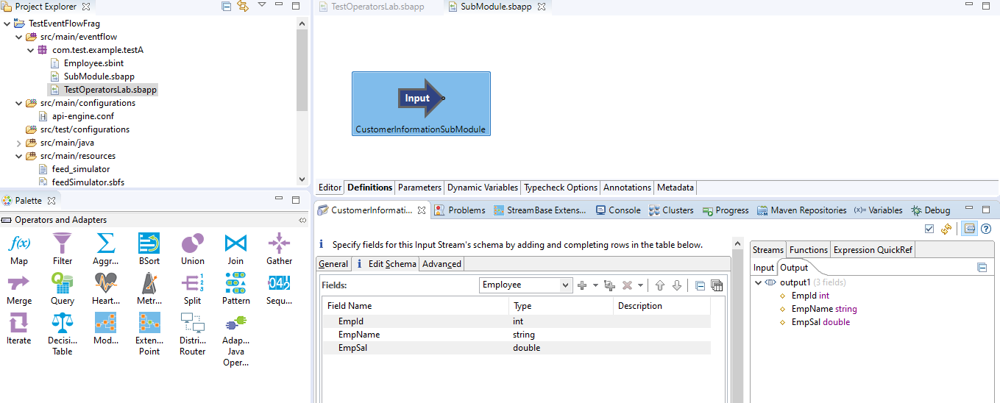 Project Explorer
TestEventFlowFrag
src/main/eventflow
com.test.example.testA
Employee.sbint
SubModule.sbapp
TestOperatorsLab.sbapp
src/main/configurations
api-engine.conf
src/test/configurations
src/main/java
src/main/resources
feed_simulator
feedSimulator.sbfs
Palette
Operators and Adapters
f(x)
Map Filter Aggr... BSort Union Join Gather
Merge Query Heart... Metr... Split Pattern Sequ...
Iterate Decisi... Table Mod... Exten... Point Distri... Router Adap... Java Oper...
TestOperatorsLab.sbapp SubModule.sbapp
Input
CustomerInformationSubModule
Editor Definitions Parameters Dynamic Variables Typecheck Options Annotations Metadata
CustomerInformati... Problems StreamBase Extens... Console Clusters Progress Maven Repositories (x)= Variables Debug
Specify fields for this Input Stream's schema by adding and completing rows in the table below.
General Edit Schema Advanced
Fields: Employee
Field Name Type Description
EmpId int
EmpName string
EmpSal double
Streams Functions Expression QuickRef
Input Output
output1 (3 fields)
EmpId int
EmpName string
EmpSal double